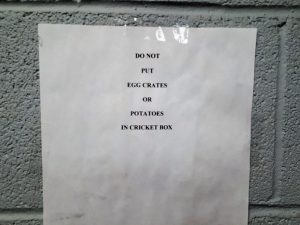 DO NOT
PUT
EGG CRATES
OR
POTATOES
IN CRICKET BOX